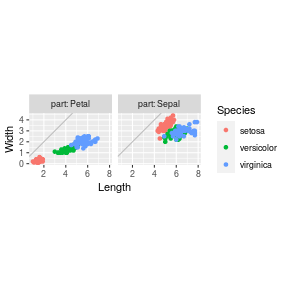 part: Petal
part: Sepal
Width
4
3
2
1
0
2
4
6
8
2
4
6
8
Length
Species
setosa
versicolor
virginica